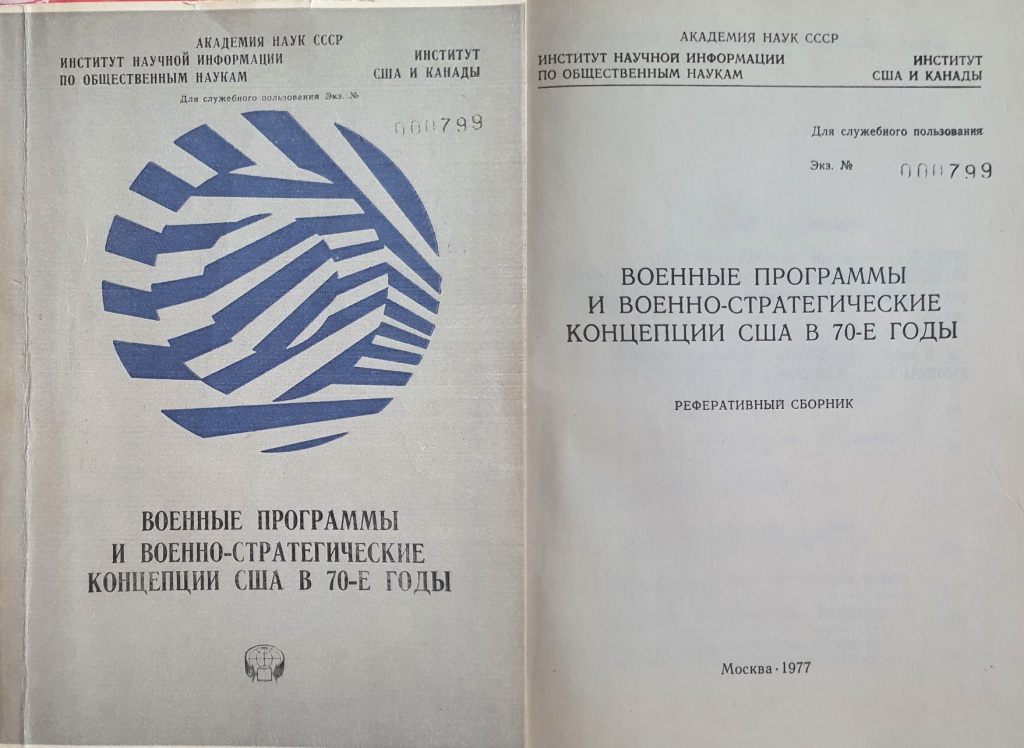 АКАДЕМИЯ НАУК СССР
ИНСТИТУТ НАУЧНОЙ ИНФОРМАЦИИ
ПО ОБЩЕСТВЕННЫМ НАУКАМ
ИНСТИТУТ
США И КАНАДЫ
Для служебного пользования Экз. №
000799
ВОЕННЫЕ ПРОГРАММЫ
И ВОЕННО-СТРАТЕГИЧЕСКИЕ
КОНЦЕПЦИИ США В 70-Е ГОДЫ
АКАДЕМИЯ НАУК СССР
ИНСТИТУТ НАУЧНОЙ ИНФОРМАЦИИ
ПО ОБЩЕСТВЕННЫМ НАУКАМ
ИНСТИТУТ
США И КАНАДЫ
Для служебного пользования
Экз. №
000799
ВОЕННЫЕ ПРОГРАММЫ
И ВОЕННО-СТРАТЕГИЧЕСКИЕ
КОНЦЕПЦИИ США В 70-Е ГОДЫ
РЕФЕРАТИВНЫЙ СБОРНИК
Москва · 1977